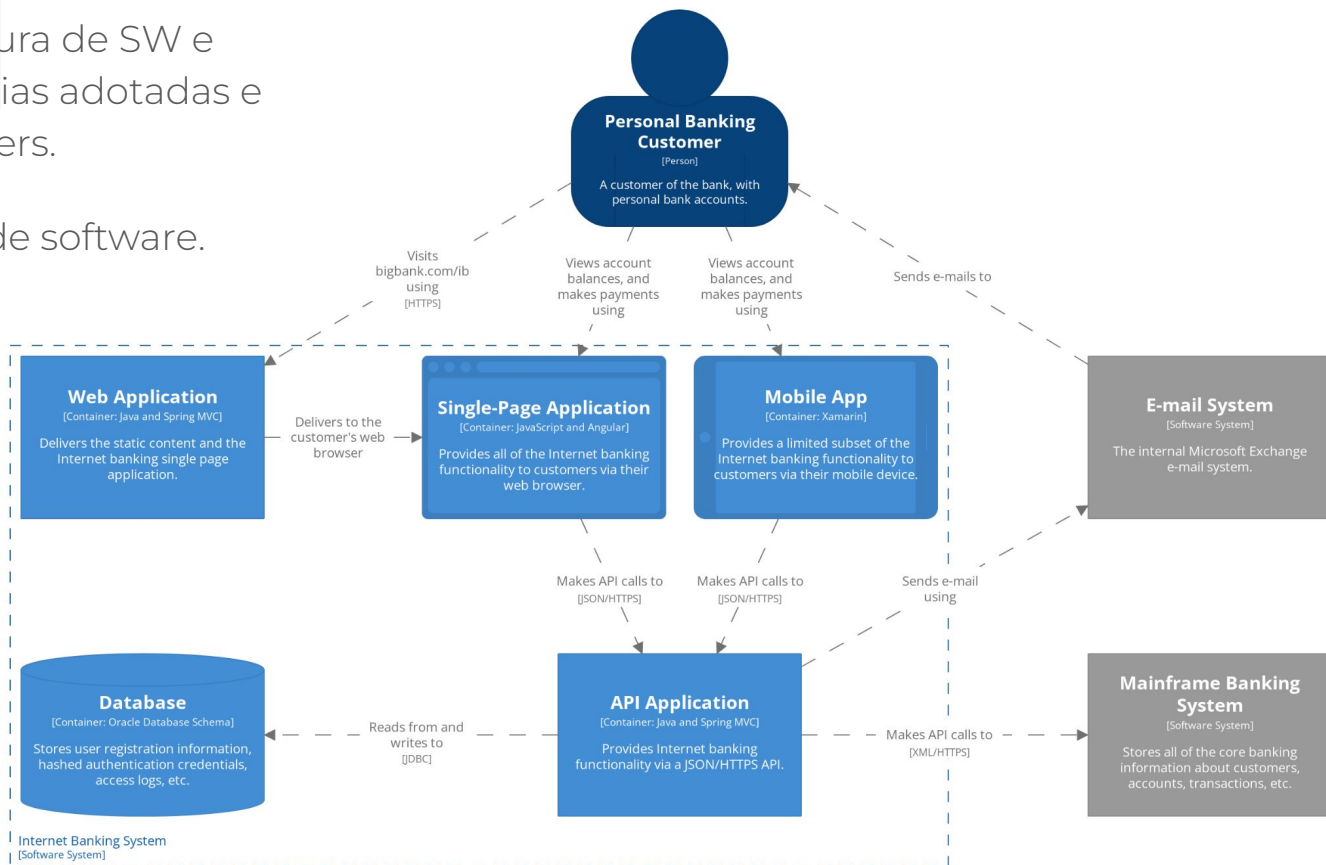 ura de SW e
ias adotadas e
ers.
de software.
Personal Banking
Customer
[Person]
A customer of the bank, with
personal bank accounts.
Visits
bigbank.com/ib
using
[HTTPS]
Views account
balances, and
makes payments
using
Views account
balances, and
makes payments
using
Sends e-mails to
Web Application
[Container: Java and Spring MVC]
Delivers the static content and the
Internet banking single page
application.
Delivers to the
customer's web
browser
Single-Page Application
[Container: JavaScript and Angular]
Provides all of the Internet banking
functionality to customers via their
web browser.
Mobile App
[Container: Xamarin]
Provides a limited subset of the
Internet banking functionality to
customers via their mobile device.
E-mail System
[Software System]
The internal Microsoft Exchange
e-mail system.
Makes API calls to
[JSON/HTTPS]
Makes API calls to
[JSON/HTTPS]
Sends e-mail
using
Database
[Container: Oracle Database Schema]
Stores user registration information,
hashed authentication credentials,
access logs, etc.
Reads from and
writes to
[JDBC]
API Application
[Container: Java and Spring MVC]
Provides Internet banking
functionality via a JSON/HTTPS API.
Makes API calls to
[XML/HTTPS]
Mainframe Banking
System
[Software System]
Stores all of the core banking
information about customers,
accounts, transactions, etc.
Internet Banking System
[Software System]